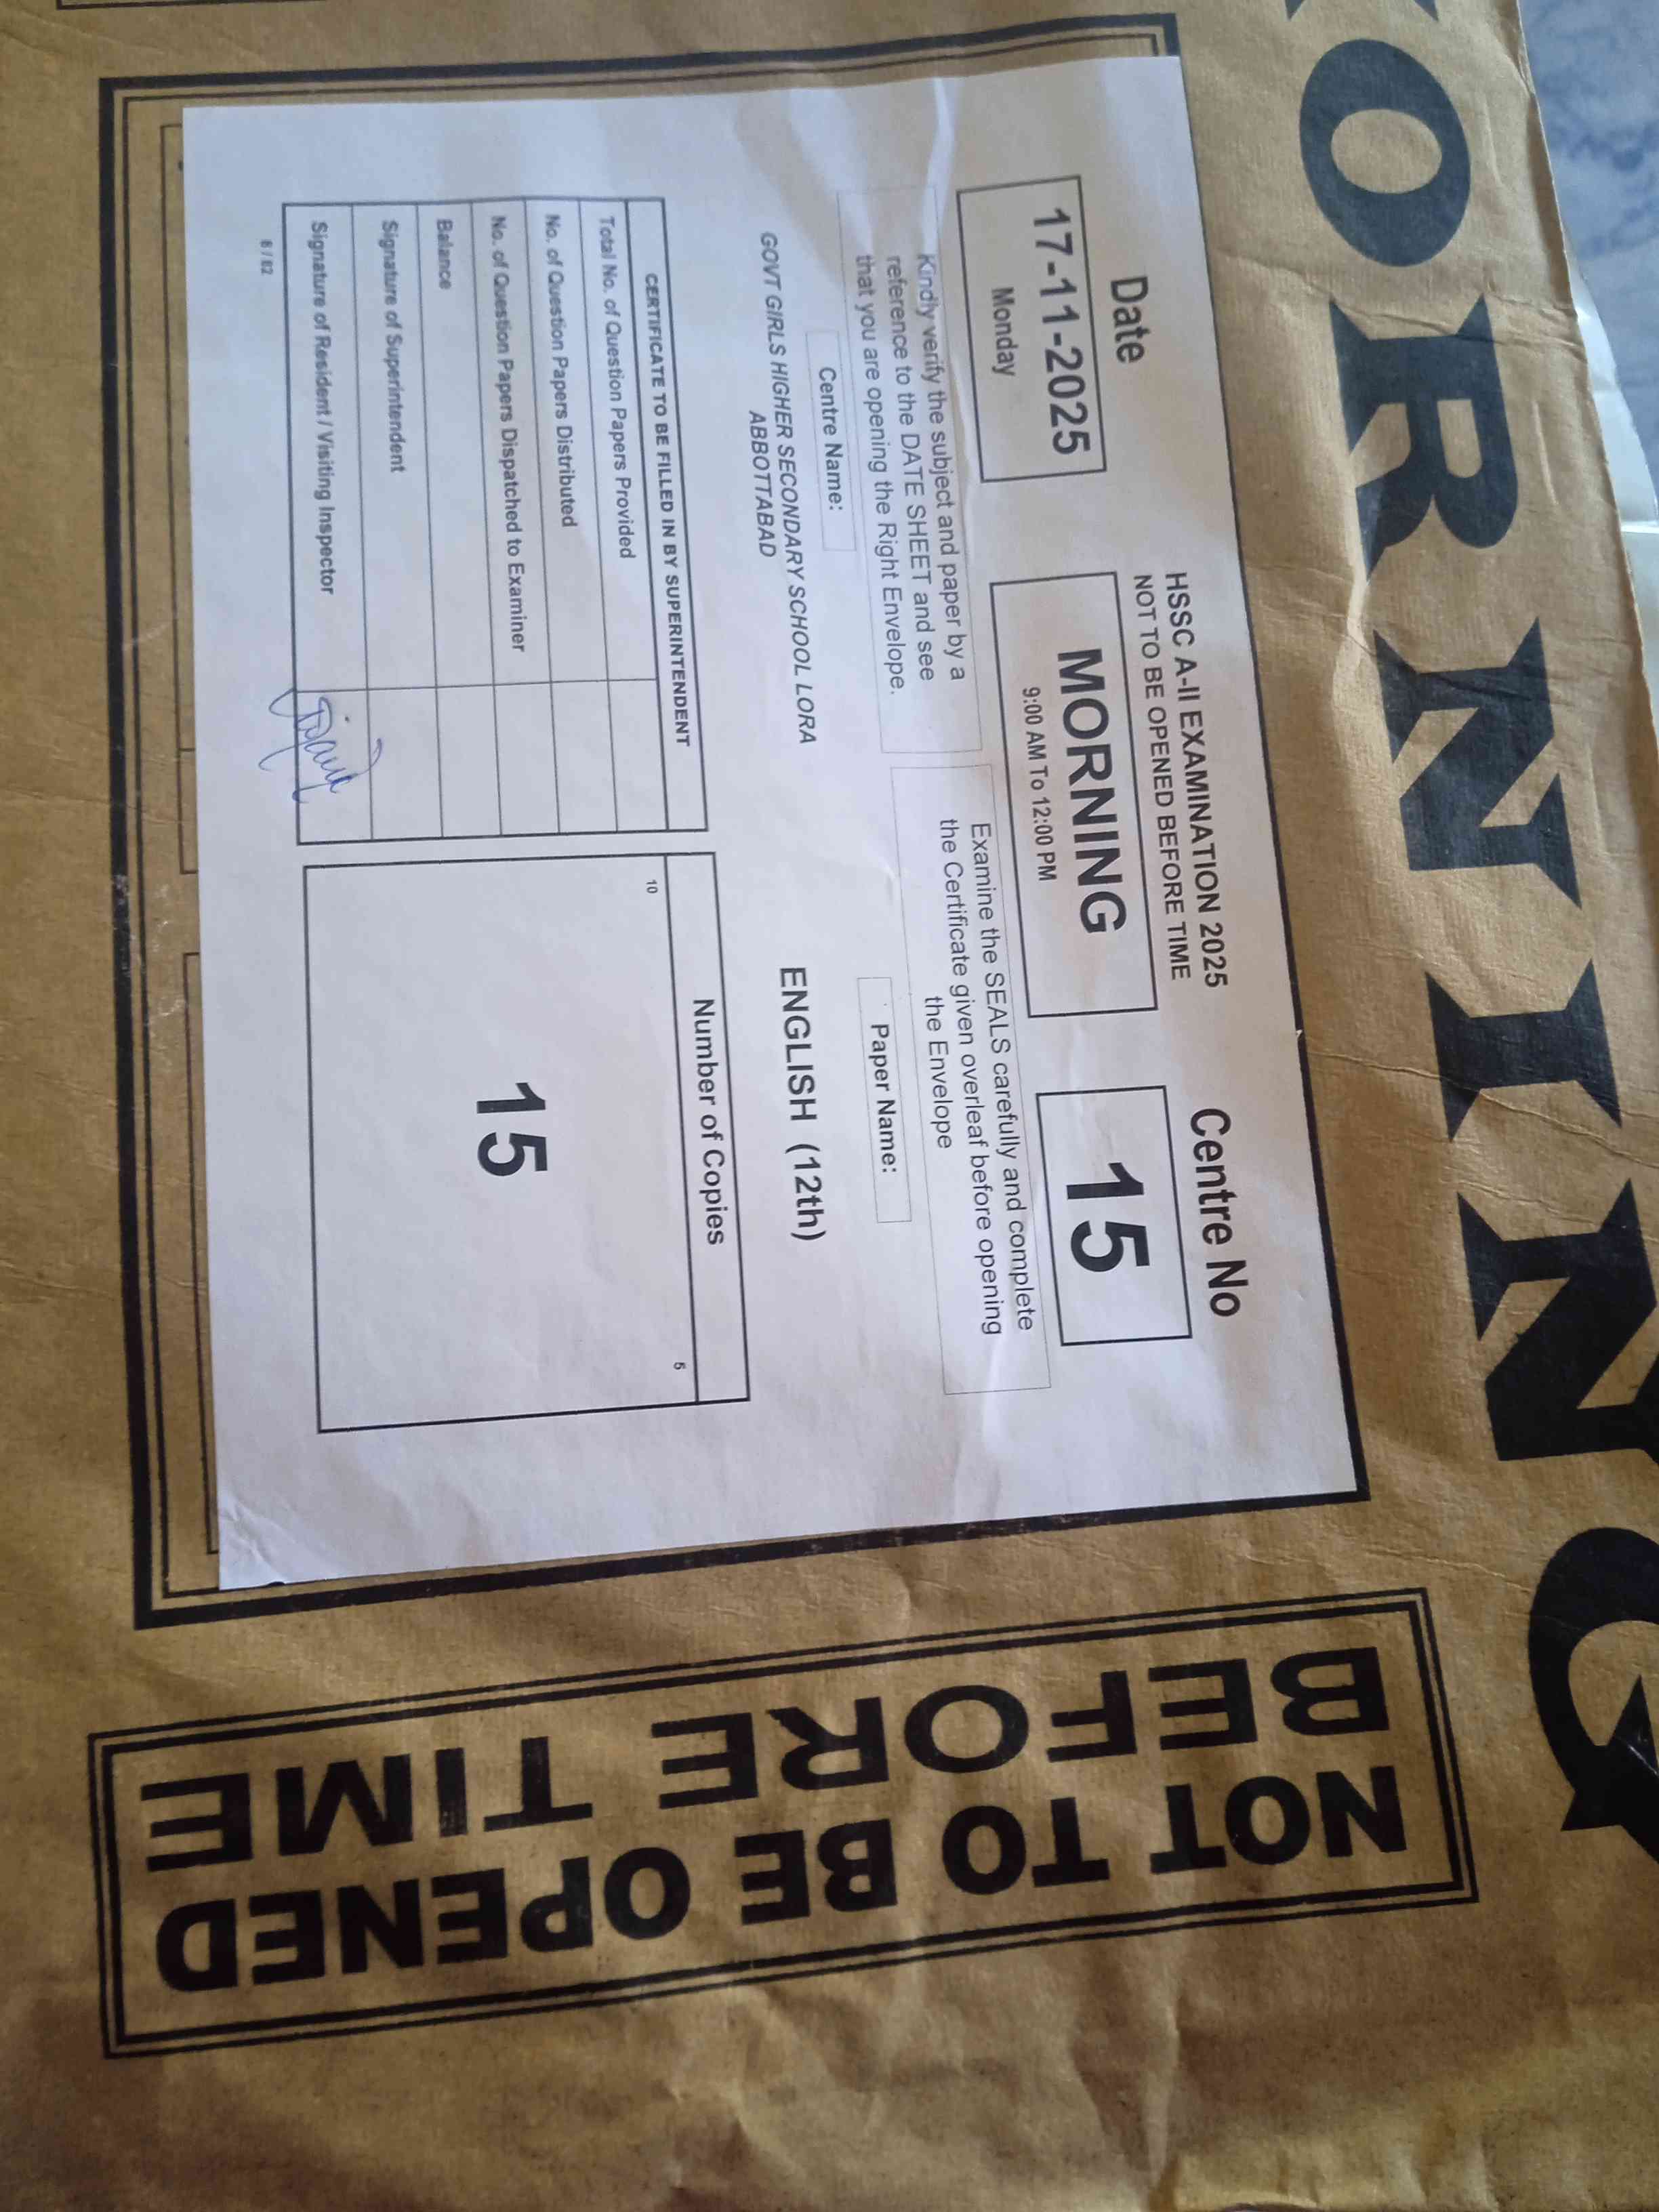 MORNING
HSSC A-II EXAMINATION 2025
NOT TO BE OPENED BEFORE TIME
Date
Centre No
17-11-2025
Monday
MORNING
9:00 AM To 12:00 PM
15
Kindly verify the subject and paper by a
reference to the DATE SHEET and see
that you are opening the Right Envelope.
Examine the SEALS carefully and complete
the Certificate given overleaf before opening
the Envelope
Centre Name:
Paper Name:
GOVT GIRLS HIGHER SECONDARY SCHOOL LORA
ABBOTTABAD
ENGLISH (12th)
CERTIFICATE TO BE FILLED IN BY SUPERINTENDENT
Total No. of Question Papers Provided
No. of Question Papers Distributed
No. of Question Papers Dispatched to Examiner
Balance
Signature of Superintendent
Signature of Resident / Visiting Inspector
Number of Copies
10
5
15
8 / 82
NOT TO BE OPENED
BEFORE TIME